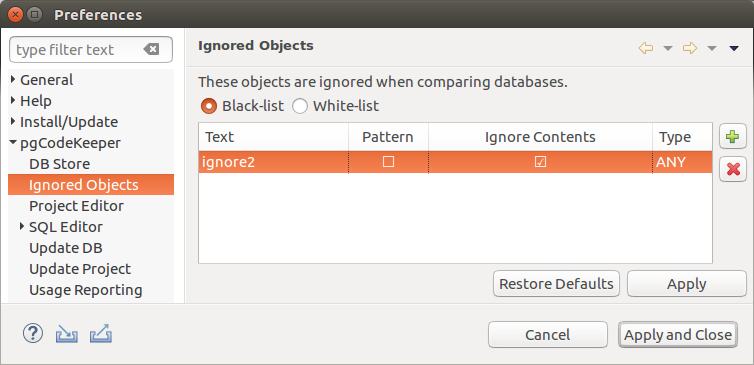 Preferences
type filter text
General
Help
Install/Update
pgCodeKeeper
DB Store
Ignored Objects
Project Editor
SQL Editor
Update DB
Update Project
Usage Reporting
Ignored Objects
These objects are ignored when comparing databases.
Black-list White-list
Text Pattern Ignore Contents Type
ignore2 ANY
Restore Defaults Apply
Cancel Apply and Close